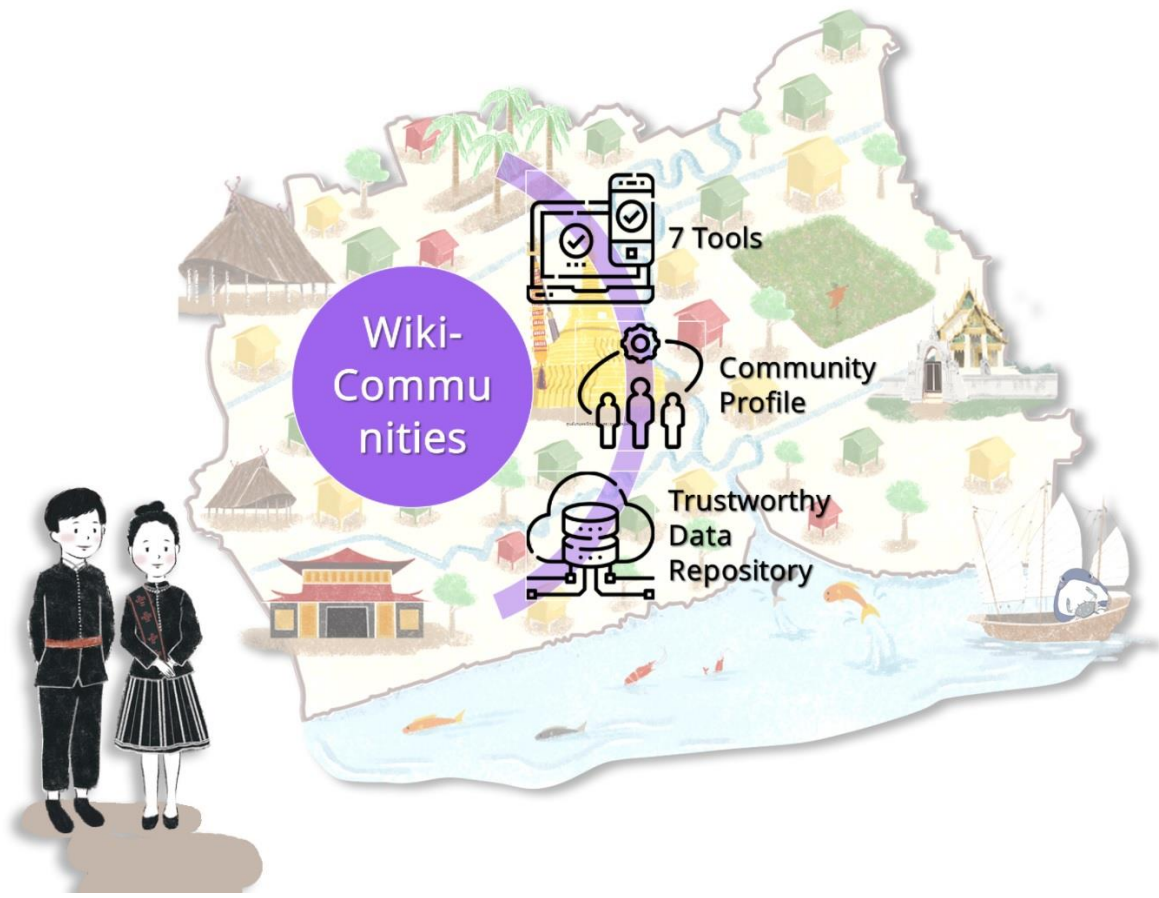 Wiki-
Commu
nities
7 Tools
Community
Profile
Trustworthy
Data
Repository